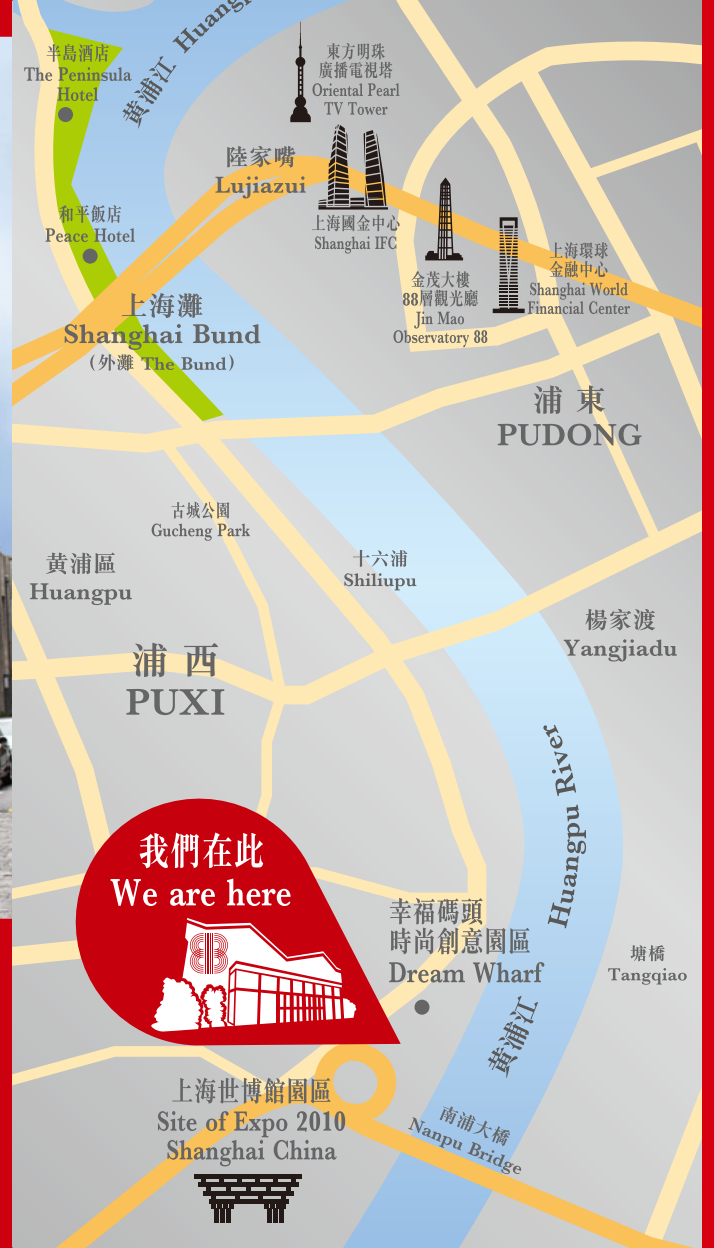 半島酒店
The Peninsula
Hotel
黄浦江 Huangp
東方明珠
廣播電視塔
Oriental Pearl
TV Tower
陸家嘴
Lujiazui
上海國金中心
Shanghai IFC
和平飯店
Peace Hotel
金茂大樓
88層觀光廳
Jin Mao
Observatory 88
上海環球
金融中心
Shanghai World
Financial Center
上海灘
Shanghai Bund
(外灘 The Bund)
浦東
PUDONG
古城公園
Gucheng Park
黄浦區
Huangpu
十六浦
Shiliupu
楊家渡
Yangjiadu
浦西
PUXI
Huangpu River
黄浦江
我們在此
We are here
幸福碼頭
時尚創意園區
Dream Wharf
塘橋
Tangqiao
上海世博館園區
Site of Expo 2010
Shanghai China
南浦大橋
Nanpu Bridge